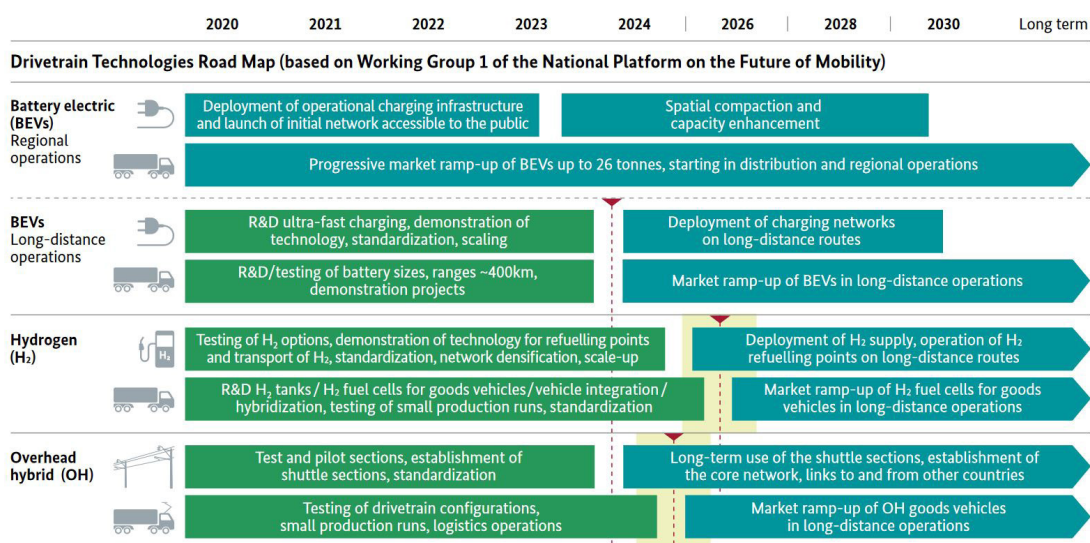 2020 | 2021 | 2022 | 2023 | 2024 | 2026 | 2028 | 2030 Long term
Drivetrain Technologies Road Map (based on Working Group 1 of the National Platform on the Future of Mobility)
Battery electric
(BEVs)
Regional
operations
Deployment of operational charging infrastructure
and launch of initial network accessible to the public
Spatial compaction and
capacity enhancement
Progressive market ramp-up of BEVs up to 26 tonnes, starting in distribution and regional operations
BEVs
Long-distance
operations
R&D ultra-fast charging, demonstration of
technology, standardization, scaling
Deployment of charging networks
on long-distance routes
R&D/testing of battery sizes, ranges ~400km,
demonstration projects
Market ramp-up of BEVs in long-distance operations
Hydrogen
(H₂)
H₂
Testing of H₂ options, demonstration of technology for refuelling points
and transport of H₂, standardization, network densification, scale-up
Deployment of H₂ supply, operation of H₂
refuelling points on long-distance routes
R&D H₂ tanks / H₂ fuel cells for goods vehicles / vehicle integration /
hybridization, testing of small production runs, standardization
Market ramp-up of H₂ fuel cells for goods
vehicles in long-distance operations
Overhead
hybrid (OH)
Test and pilot sections, establishment of
shuttle sections, standardization
Long-term use of the shuttle sections, establishment of
the core network, links to and from other countries
Testing of drivetrain configurations,
small production runs, logistics operations
Market ramp-up of OH goods vehicles
in long-distance operations